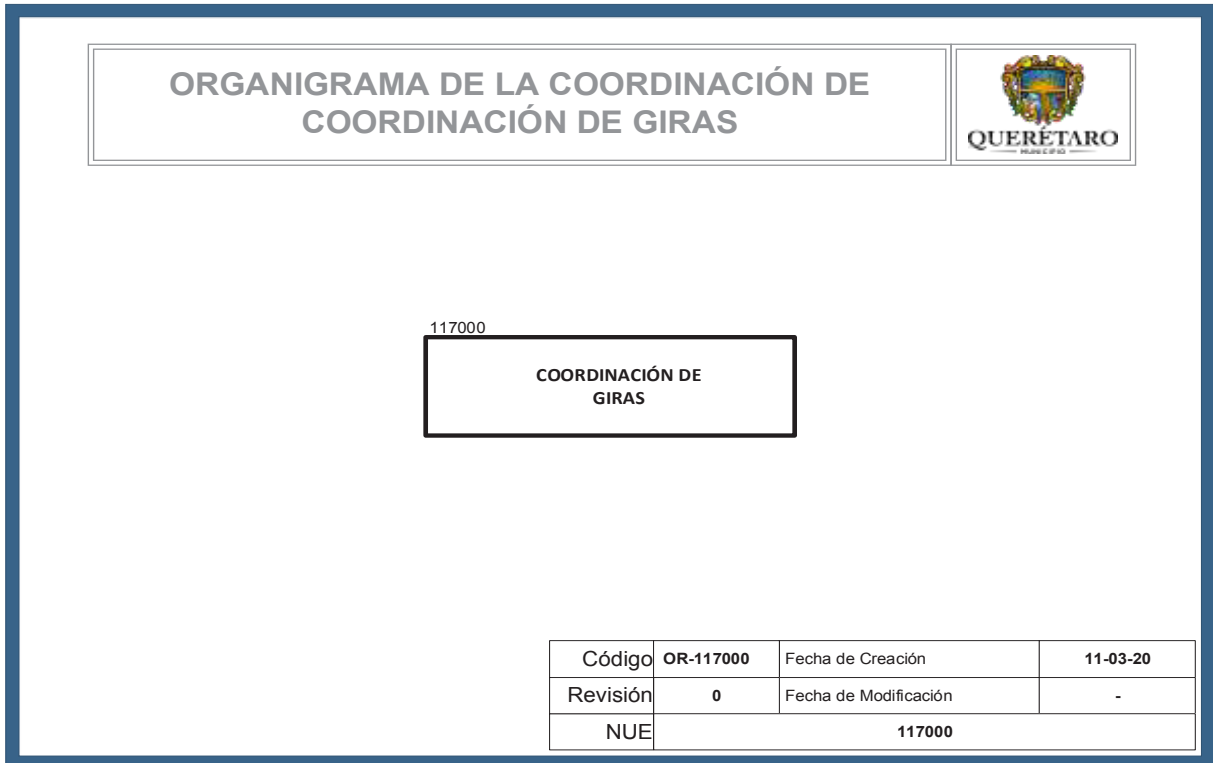 ORGANIGRAMA DE LA COORDINACIÓN DE
COORDINACIÓN DE GIRAS
QUERÉTARO
MUNICIPIO
117000
COORDINACIÓN DE
GIRAS
Código OR-117000 Fecha de Creación 11-03-20
Revisión 0 Fecha de Modificación -
NUE 117000